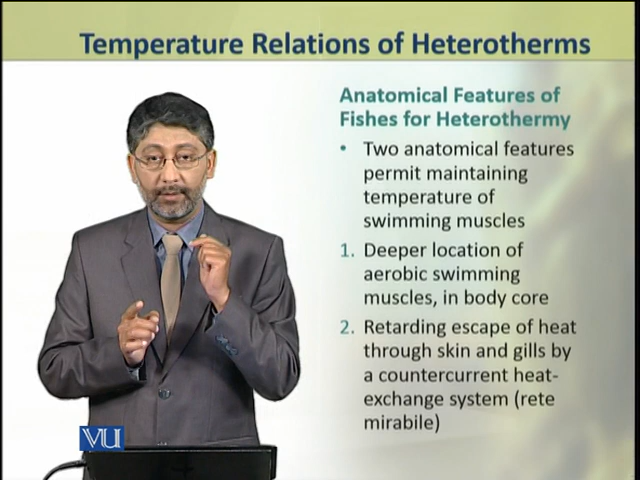 Temperature Relations of Heterotherms
Anatomical Features of
Fishes for Heterothermy
• Two anatomical features
permit maintaining
temperature of
swimming muscles
1. Deeper location of
aerobic swimming
muscles, in body core
2. Retarding escape of heat
through skin and gills by
a countercurrent heat-
exchange system (rete
mirabile)
VU